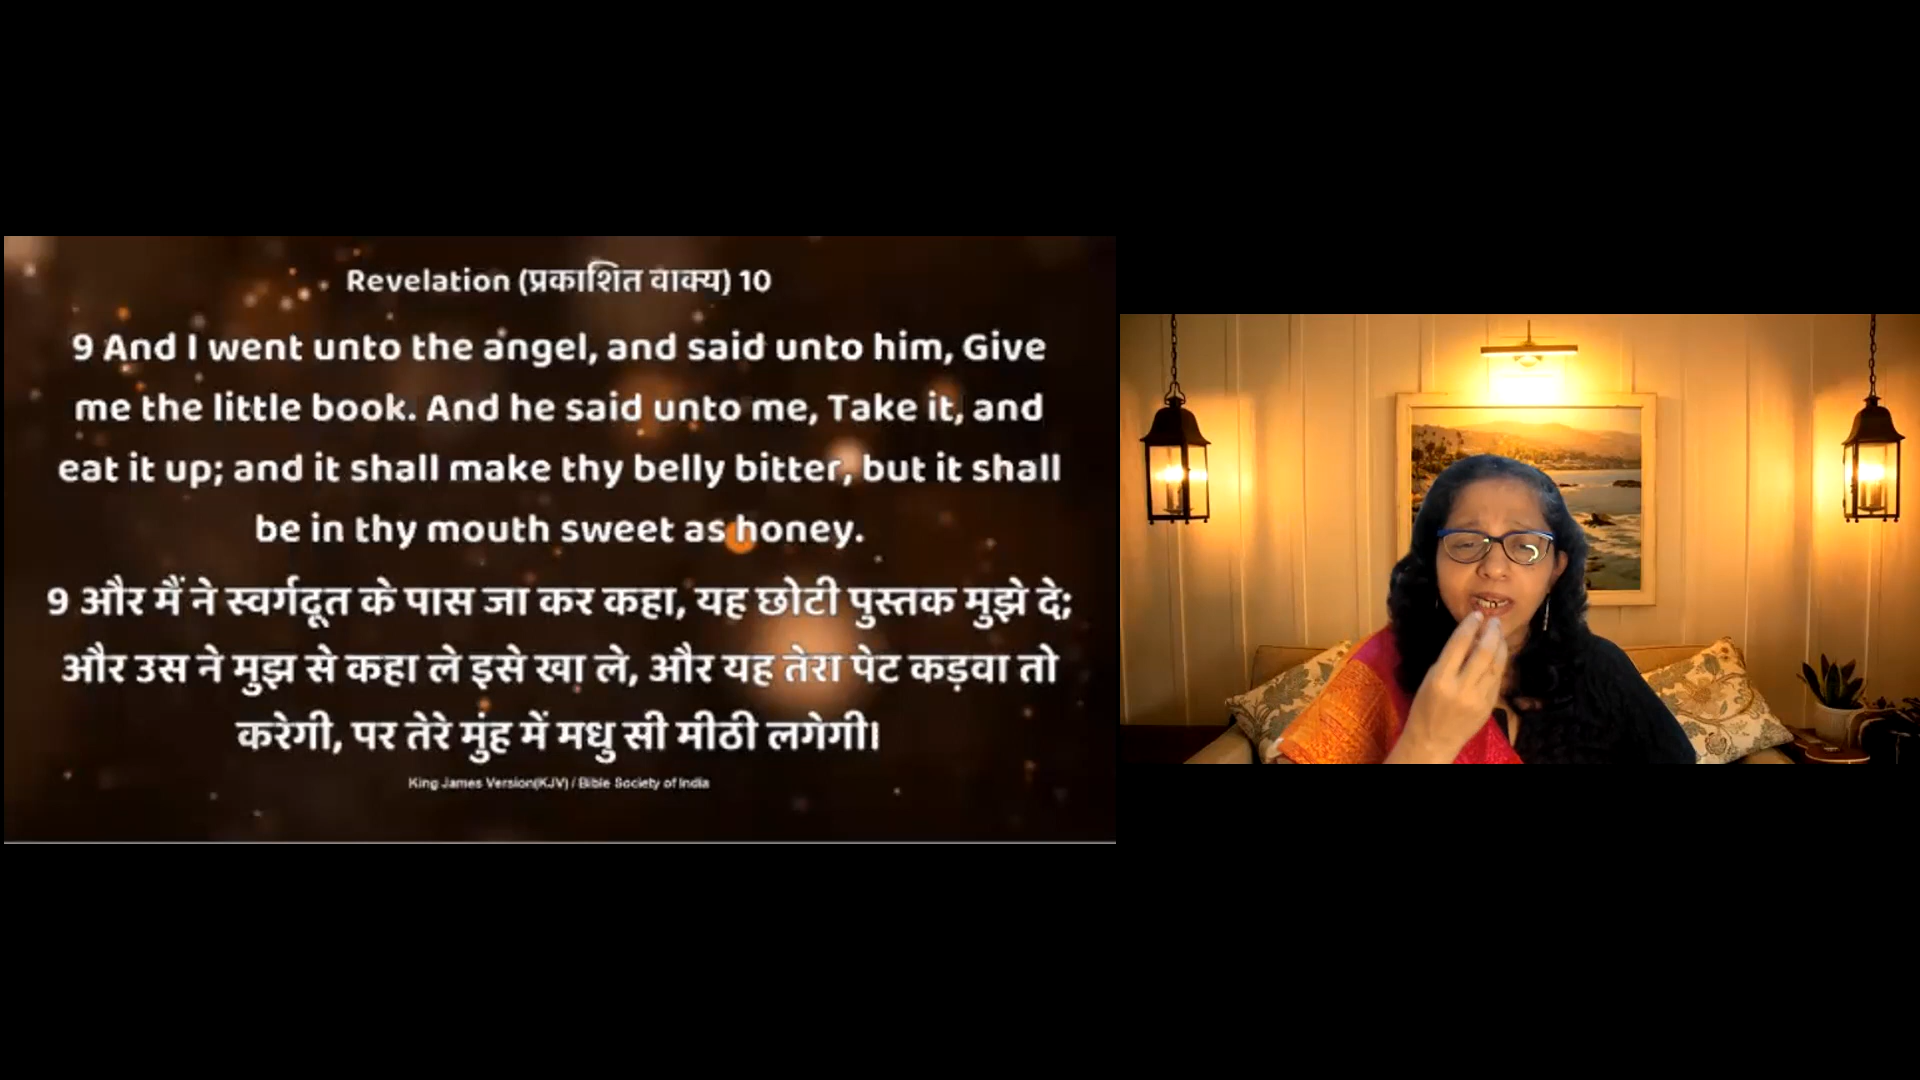 Revelation (प्रकाशित वाक्य) 10
9 And I went unto the angel, and said unto him, Give
me the little book. And he said unto me, Take it, and
eat it up; and it shall make thy belly bitter, but it shall
be in thy mouth sweet as honey.
9 और मैं ने स्वर्गदूत के पास जा कर कहा, यह छोटी पुस्तक मुझे दे;
और उस ने मुझ से कहा ले इसे खा ले, और यह तेरा पेट कड़वा तो
करेगी, पर तेरे मुंह में मधु सी मीठी लगेगी।
King James Version(KJV) / Bible Society of India